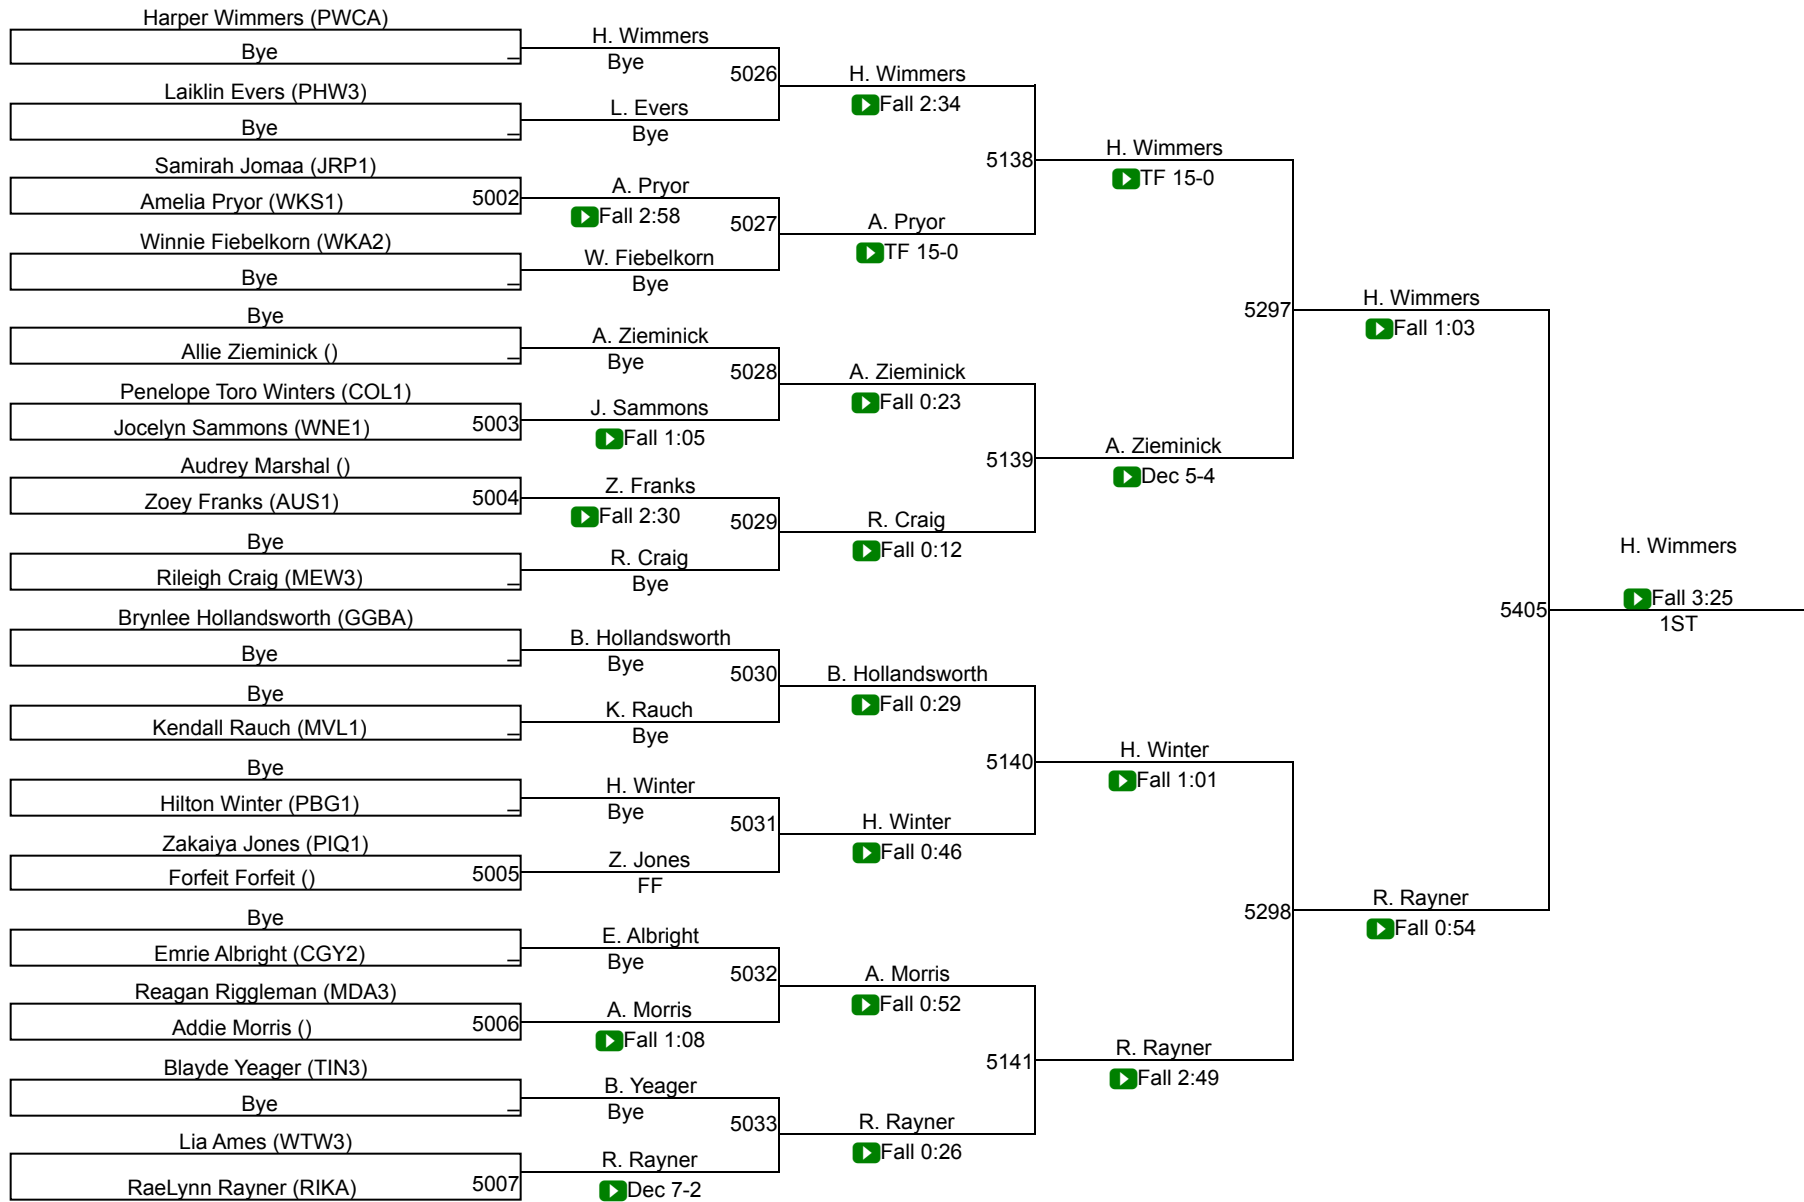 Harper Wimmers (PWCA)
Bye
Laiklin Evers (PHW3)
Bye
Samirah Jomaa (JRP1)
Amelia Pryor (WKS1) 5002
Winnie Fiebelkorn (WKA2)
Bye
Bye
Allie Zieminick ()
Penelope Toro Winters (COL1)
Jocelyn Sammons (WNE1) 5003
Audrey Marshal ()
Zoey Franks (AUS1) 5004
Bye
Rileigh Craig (MEW3)
Brynlee Hollandsworth (GGBA)
Bye
Bye
Kendall Rauch (MVL1)
Bye
Hilton Winter (PBG1)
Zakaiya Jones (PIQ1)
Forfeit Forfeit () 5005
Bye
Emrie Albright (CGY2)
Reagan Riggleman (MDA3)
Addie Morris () 5006
Blayde Yeager (TIN3)
Bye
Lia Ames (WTW3)
RaeLynn Rayner (RIKA) 5007
H. Wimmers
Bye
5026
L. Evers
Bye
A. Pryor
Fall 2:58
5027
W. Fiebelkorn
Bye
A. Zieminick
Bye
5028
J. Sammons
Fall 1:05
Z. Franks
Fall 2:30
5029
R. Craig
Bye
B. Hollandsworth
Bye
5030
K. Rauch
Bye
H. Winter
Bye
5031
Z. Jones
FF
E. Albright
Bye
5032
A. Morris
Fall 1:08
B. Yeager
Bye
5033
R. Rayner
Dec 7-2
H. Wimmers
Fall 2:34
5138
A. Pryor
TF 15-0
A. Zieminick
Fall 0:23
5139
R. Craig
Fall 0:12
B. Hollandsworth
Fall 0:29
5140
H. Winter
Fall 0:46
A. Morris
Fall 0:52
5141
R. Rayner
Fall 0:26
H. Wimmers
TF 15-0
5297
A. Zieminick
Dec 5-4
H. Winter
Fall 1:01
5298
R. Rayner
Fall 2:49
H. Wimmers
Fall 1:03
5405
R. Rayner
Fall 0:54
H. Wimmers
Fall 3:25
1ST